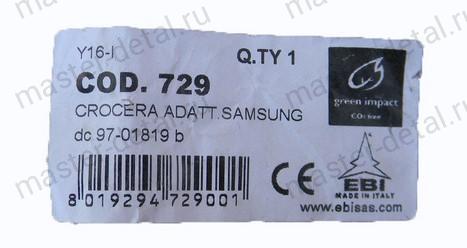 Y16-I
Q.TY 1
COD. 729
CROCERA ADATT.SAMSUNG
dc 97-01819 b
green impact
CO2 free
CE
EBI
MADE IN ITALY
8 019294 729001
www.ebisas.com
master-detal.ru
master-detal.ru
master-detal.ru
master-detal.ru